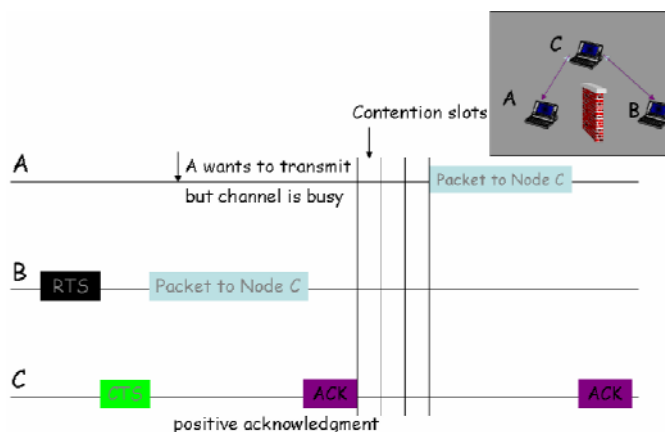 C
A
B
Contention slots
A
A wants to transmit
but channel is busy
Packet to Node C
B
RTS
Packet to Node C
C
CTS
ACK
ACK
positive acknowledgment